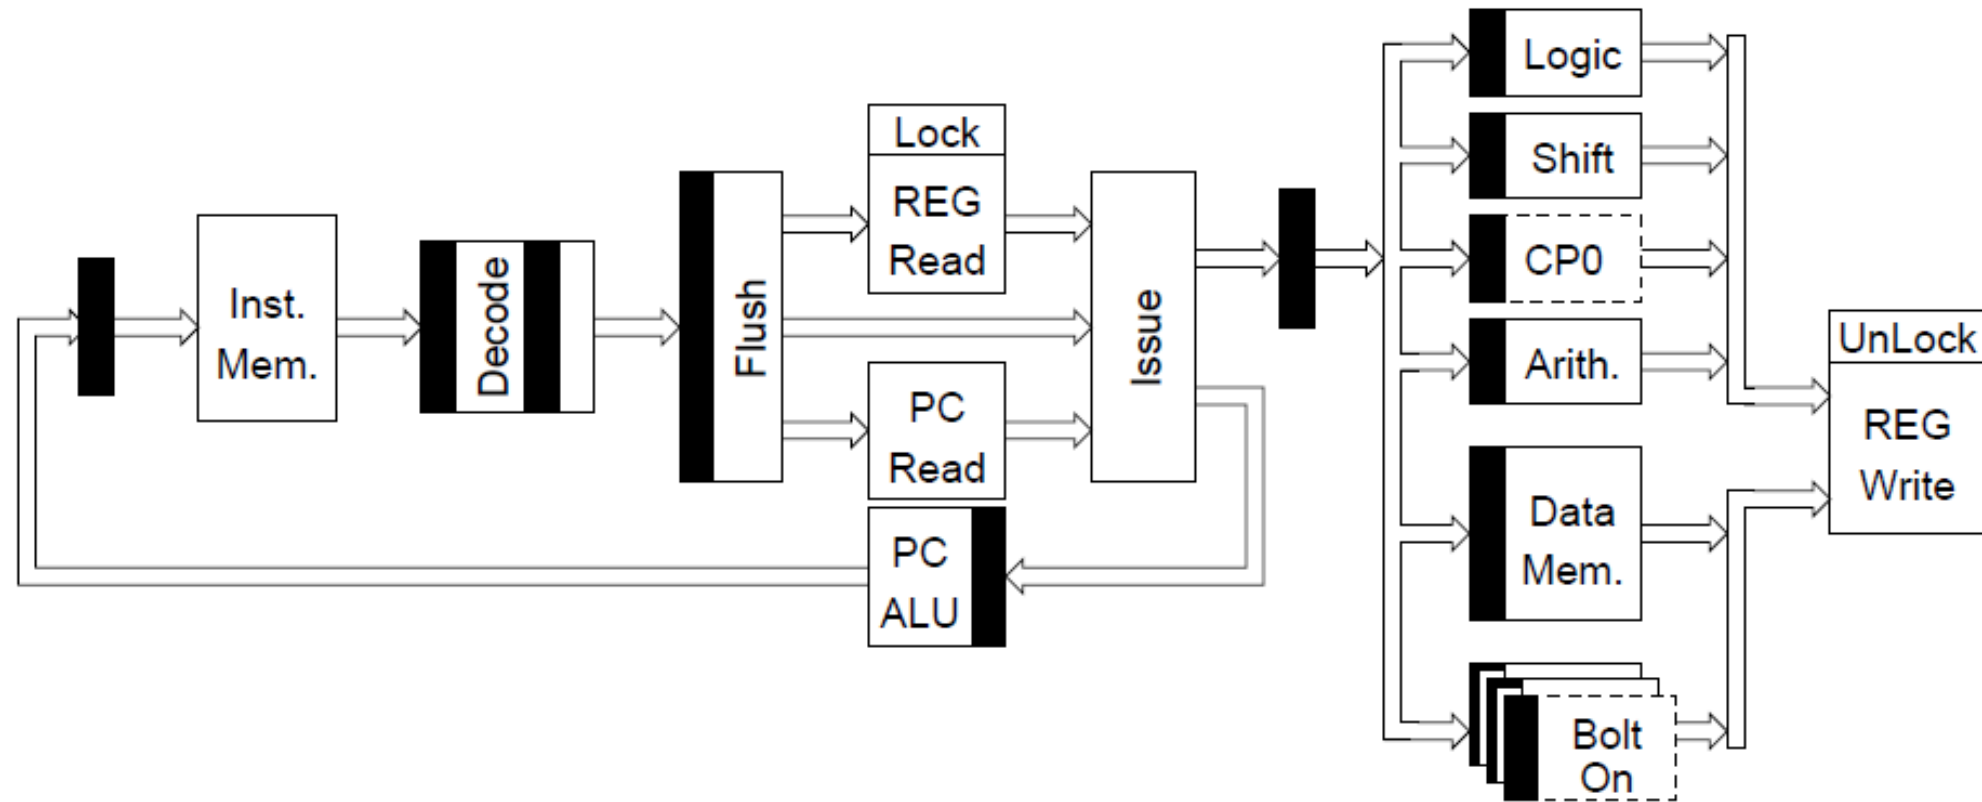 Inst.
Mem.
Decode
Flush
Lock
REG
Read
PC
Read
PC
ALU
Issue
Logic
Shift
CP0
Arith.
Data
Mem.
Bolt
On
UnLock
REG
Write